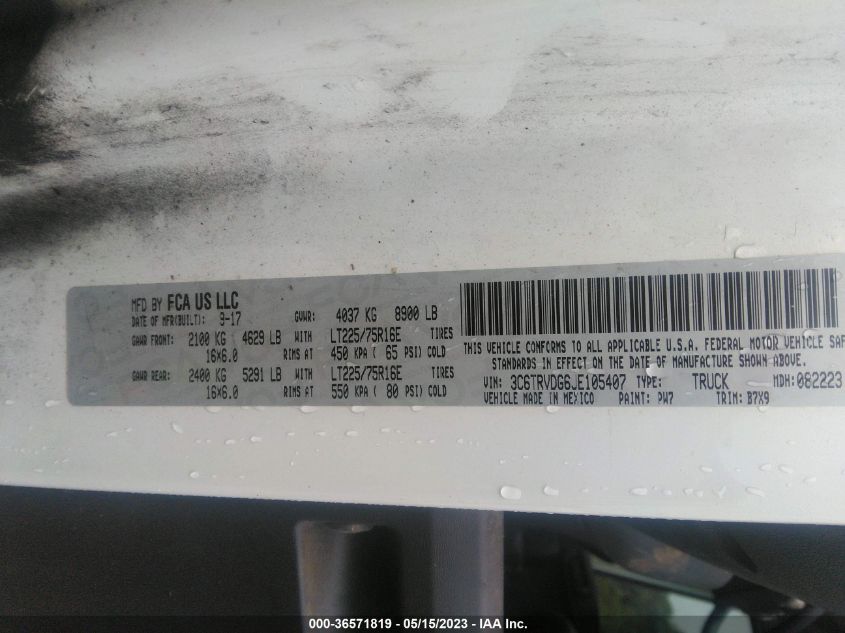 MFD BY FCA US LLC
DATE OF MFR(BUILT): 9-17 GVWR: 4037 KG 8900 LB
GAWR FRONT: 2100 KG 4629 LB WITH LT225/75R16E TIRES
16X6.0 RIMS AT 450 KPA ( 65 PSI) COLD
GAWR REAR: 2400 KG 5291 LB WITH LT225/75R16E TIRES
16X6.0 RIMS AT 550 KPA ( 80 PSI) COLD
THIS VEHICLE CONFORMS TO ALL APPLICABLE U.S.A. FEDERAL MOTOR VEHICLE SAF
STANDARDS IN EFFECT ON THE DATE OF MANUFACTURE SHOWN ABOVE.
VIN: 3C6TRVDG6JE105407 TYPE: TRUCK MDH: 082223
VEHICLE MADE IN MEXICO PAINT: PW7 TRIM: B7X9
000-36571819 - 05/15/2023 - IAA Inc.